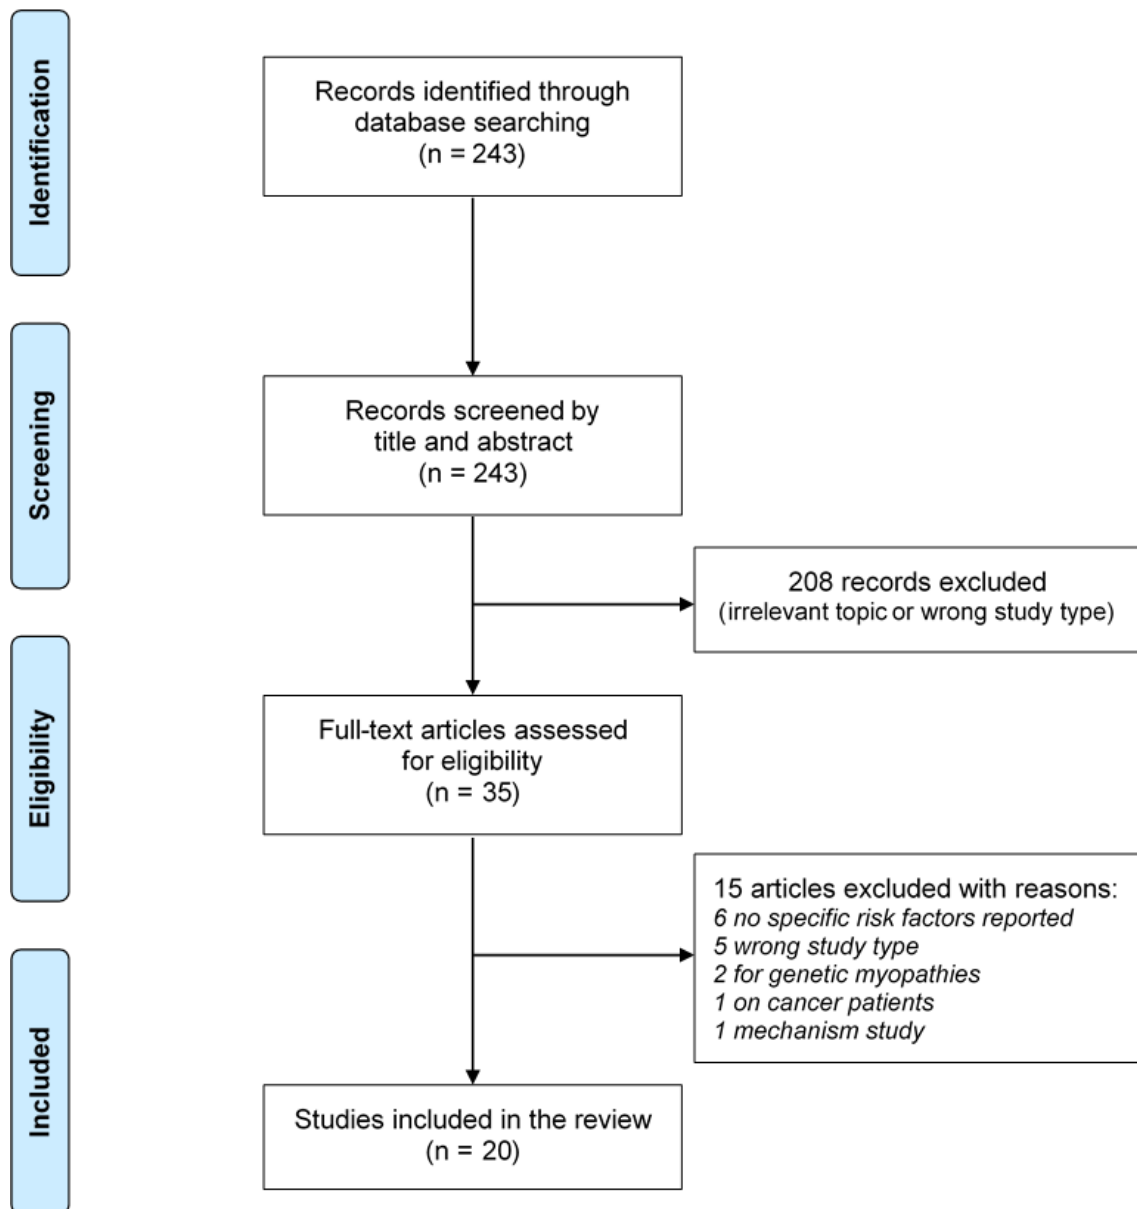 Identification
Records identified through
database searching
(n = 243)
Screening
Records screened by
title and abstract
(n = 243)
208 records excluded
(irrelevant topic or wrong study type)
Eligibility
Full-text articles assessed
for eligibility
(n = 35)
15 articles excluded with reasons:
6 no specific risk factors reported
5 wrong study type
2 for genetic myopathies
1 on cancer patients
1 mechanism study
Included
Studies included in the review
(n = 20)